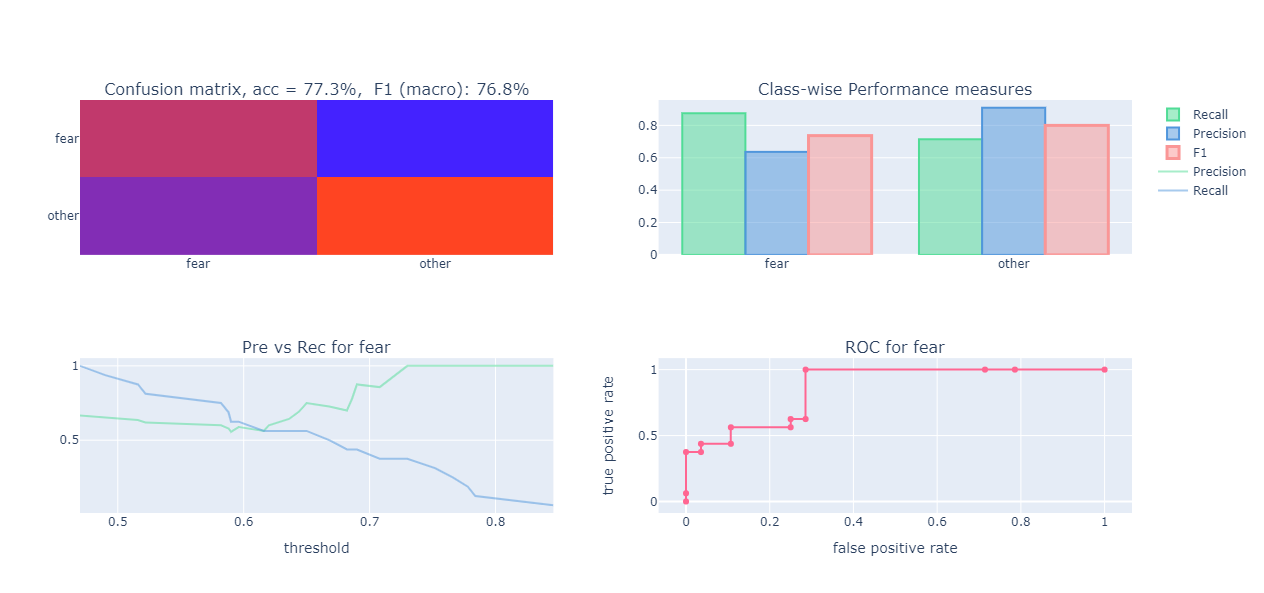 Confusion matrix, acc = 77.3%,  F1 (macro): 76.8%
fear
other
fear
other
Class-wise Performance measures
0.8
0.6
0.4
0.2
0
fear
other
Recall
Precision
F1
Precision
Recall
Pre vs Rec for fear
1
0.5
0.5
0.6
0.7
0.8
threshold
ROC for fear
true positive rate
1
0.5
0
0
0.2
0.4
0.6
0.8
1
false positive rate